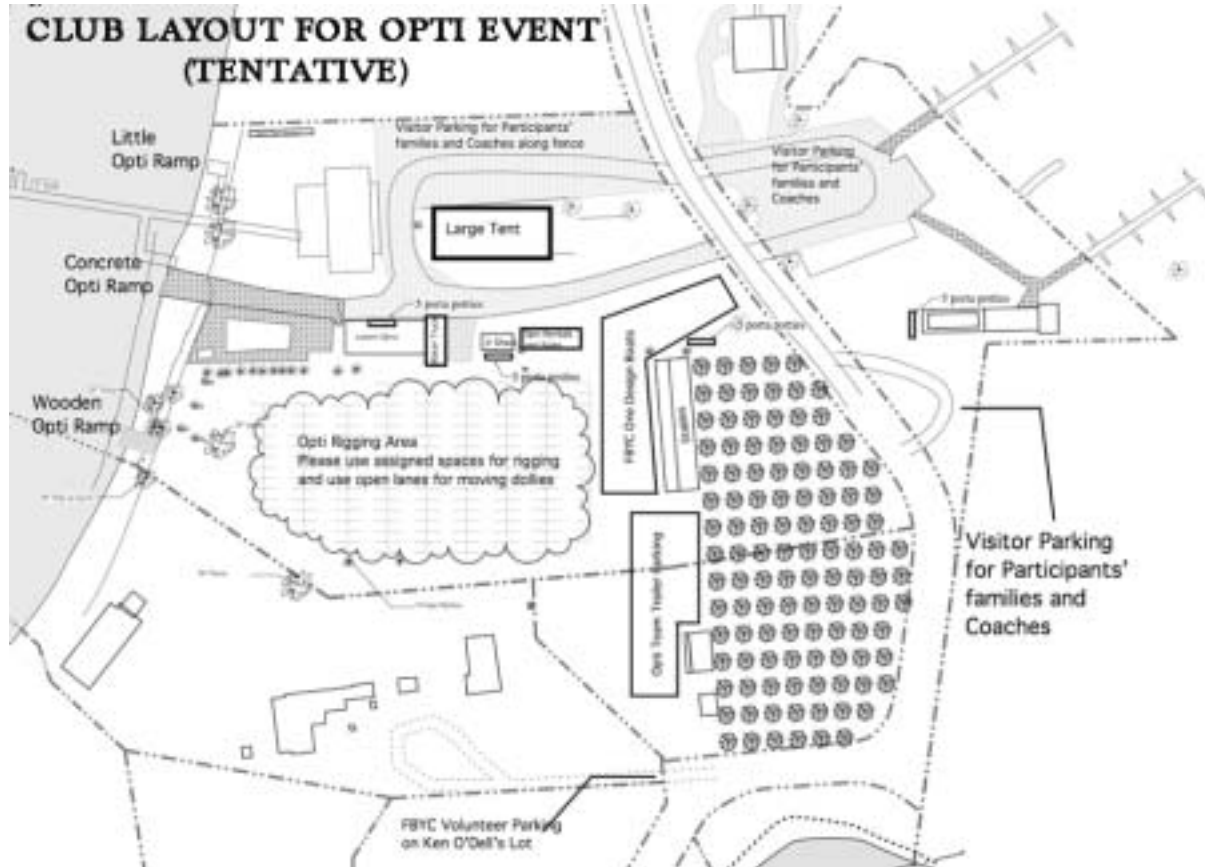 CLUB LAYOUT FOR OPTI EVENT
(TENTATIVE)
Little
Opti Ramp
Visitor Parking for Participants'
families and Coaches along fence
Visitor Parking
for Participants'
families and
Coaches
Large Tent
Concrete
Opti Ramp
3 porta potties
3 porta potties
3 porta potties
FBYC One Design Boats
Wooden
Opti Ramp
Opti Rigging Area
Please use assigned spaces for rigging
and use open lanes for moving dollies
Opti Team Trailer Parking
Visitor Parking
for Participants'
families and
Coaches
FBYC Volunteer Parking
on Ken O'Dell's Lot